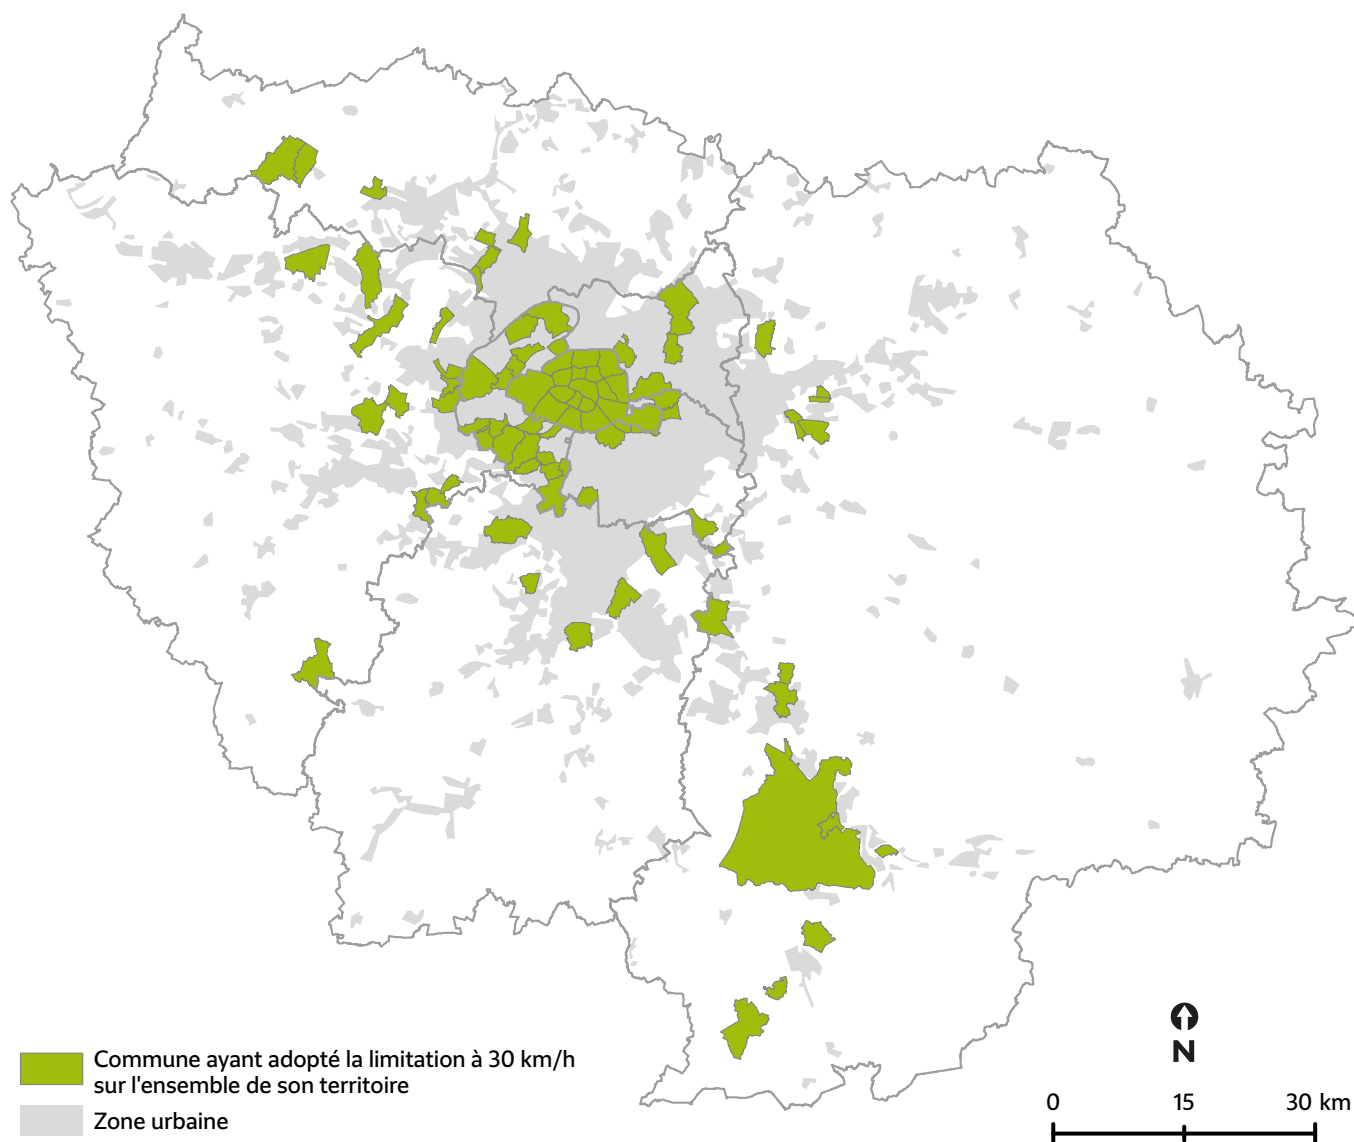 Commune ayant adopté la limitation à 30 km/h
sur l'ensemble de son territoire
Zone urbaine
N
0 15 30 km